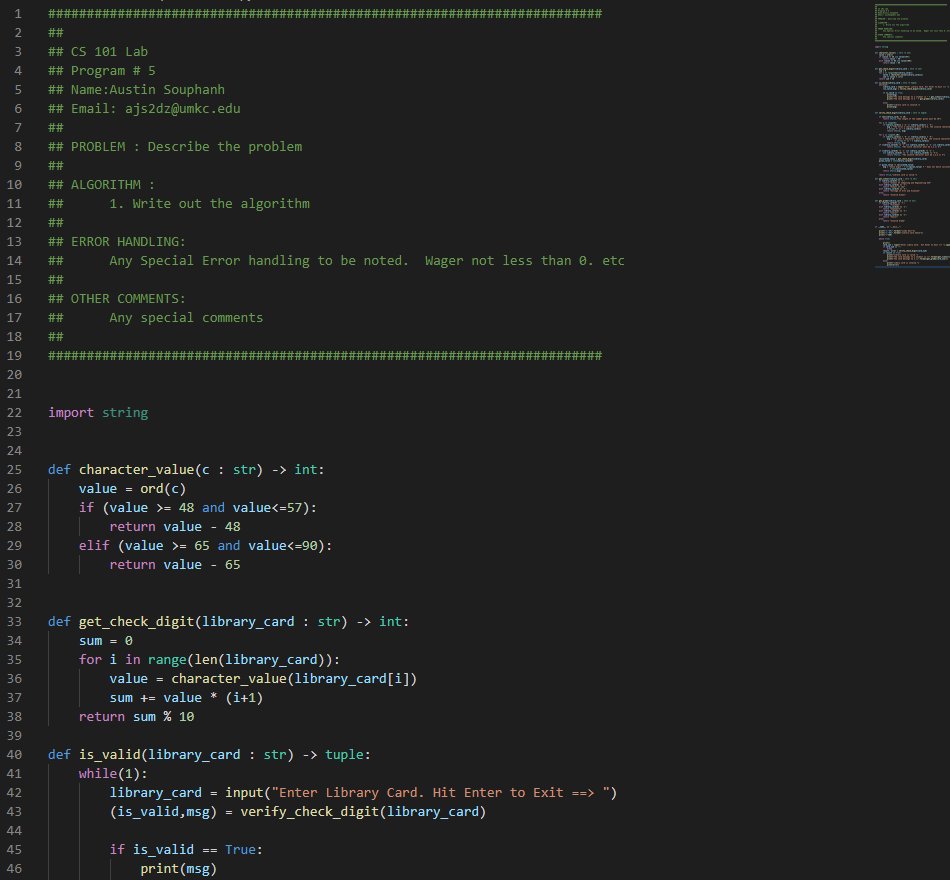 1 ########################################################################
2 ##
3 ## CS 101 Lab
4 ## Program # 5
5 ## Name:Austin Souphanh
6 ## Email: ajs2dz@umkc.edu
7 ##
8 ## PROBLEM : Describe the problem
9 ##
10 ## ALGORITHM :
11 ##      1. Write out the algorithm
12 ##
13 ## ERROR HANDLING:
14 ##      Any Special Error handling to be noted.  Wager not less than 0. etc
15 ##
16 ## OTHER COMMENTS:
17 ##      Any special comments
18 ##
19 ########################################################################
20
21
22 import string
23
24
25 def character_value(c : str) -> int:
26     value = ord(c)
27     if (value >= 48 and value<=57):
28         return value - 48
29     elif (value >= 65 and value<=90):
30         return value - 65
31
32
33 def get_check_digit(library_card : str) -> int:
34     sum = 0
35     for i in range(len(library_card)):
36         value = character_value(library_card[i])
37         sum += value * (i+1)
38     return sum % 10
39
40 def is_valid(library_card : str) -> tuple:
41     while(1):
42         library_card = input("Enter Library Card. Hit Enter to Exit ==> ")
43         (is_valid,msg) = verify_check_digit(library_card)
44
45         if is_valid == True:
46             print(msg)